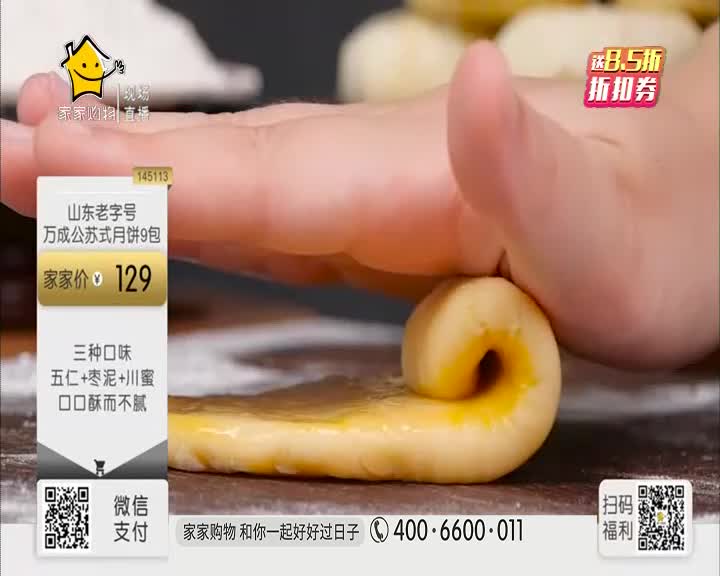 家家购物
现场
直播
送8.5折
折扣券
145113
山东老字号
万成公苏式月饼9包
家家价 ¥ 129
三种口味
五仁+枣泥+川蜜
口口酥而不腻
微信
支付
家家购物 和你一起好好过日子
400·6600·011
扫码
福利